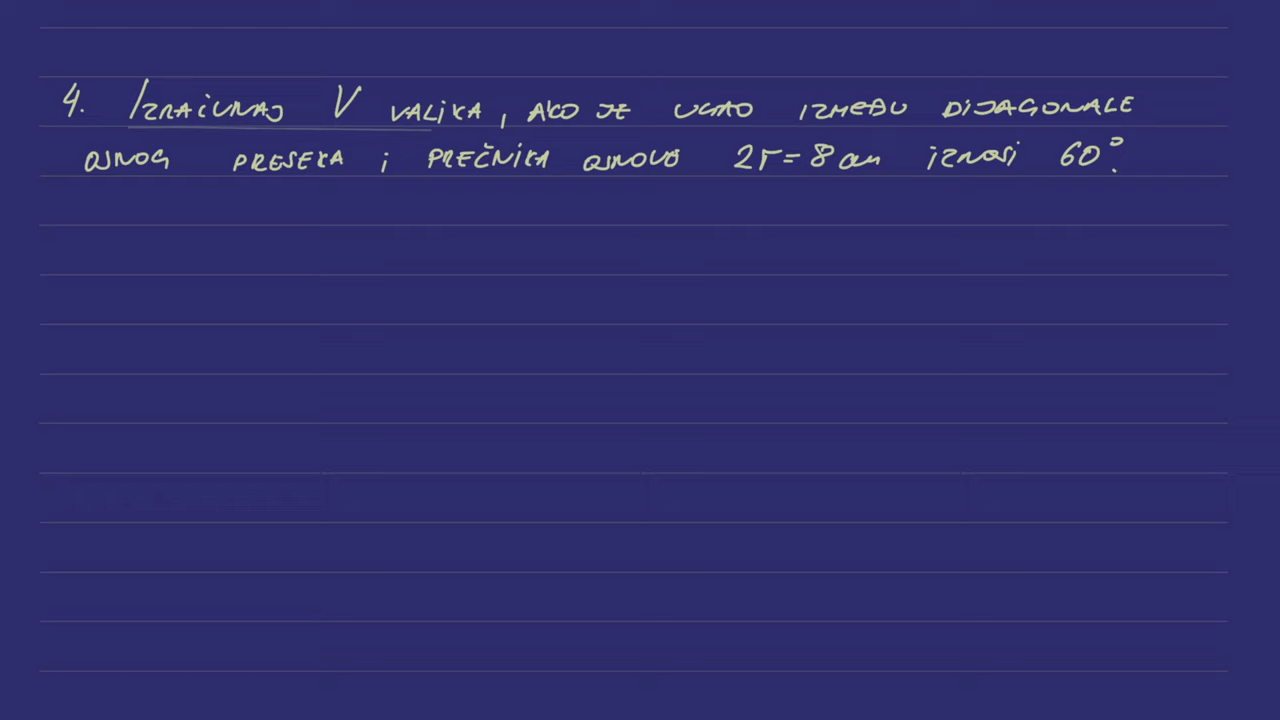 4. IZRAČUNAJ V VALJKA, AKO JE UGAO IZMEĐU DIJAGONALE
OSNOG PRESEKA i PREČNIKA OSNOVE 2r = 8 cm iznosi 60°.